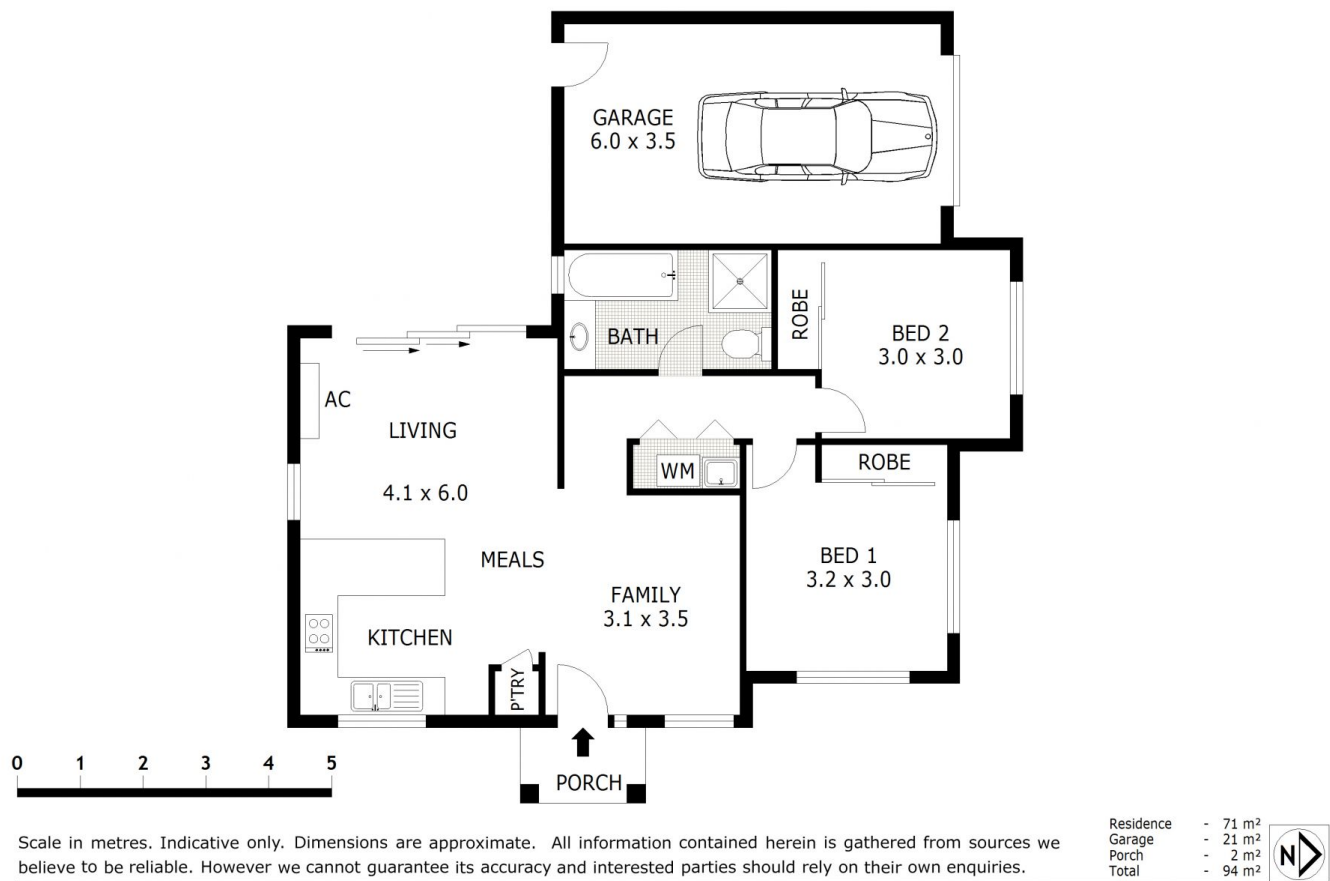 GARAGE
6.0 x 3.5
BATH
ROBE
BED 2
3.0 x 3.0
AC
LIVING
4.1 x 6.0
WM
ROBE
BED 1
3.2 x 3.0
MEALS
FAMILY
3.1 x 3.5
KITCHEN
P'TRY
PORCH
0 1 2 3 4 5
Scale in metres. Indicative only. Dimensions are approximate. All information contained herein is gathered from sources we
believe to be reliable. However we cannot guarantee its accuracy and interested parties should rely on their own enquiries.
Residence - 71 m²
Garage - 21 m²
Porch - 2 m²
Total - 94 m²
N